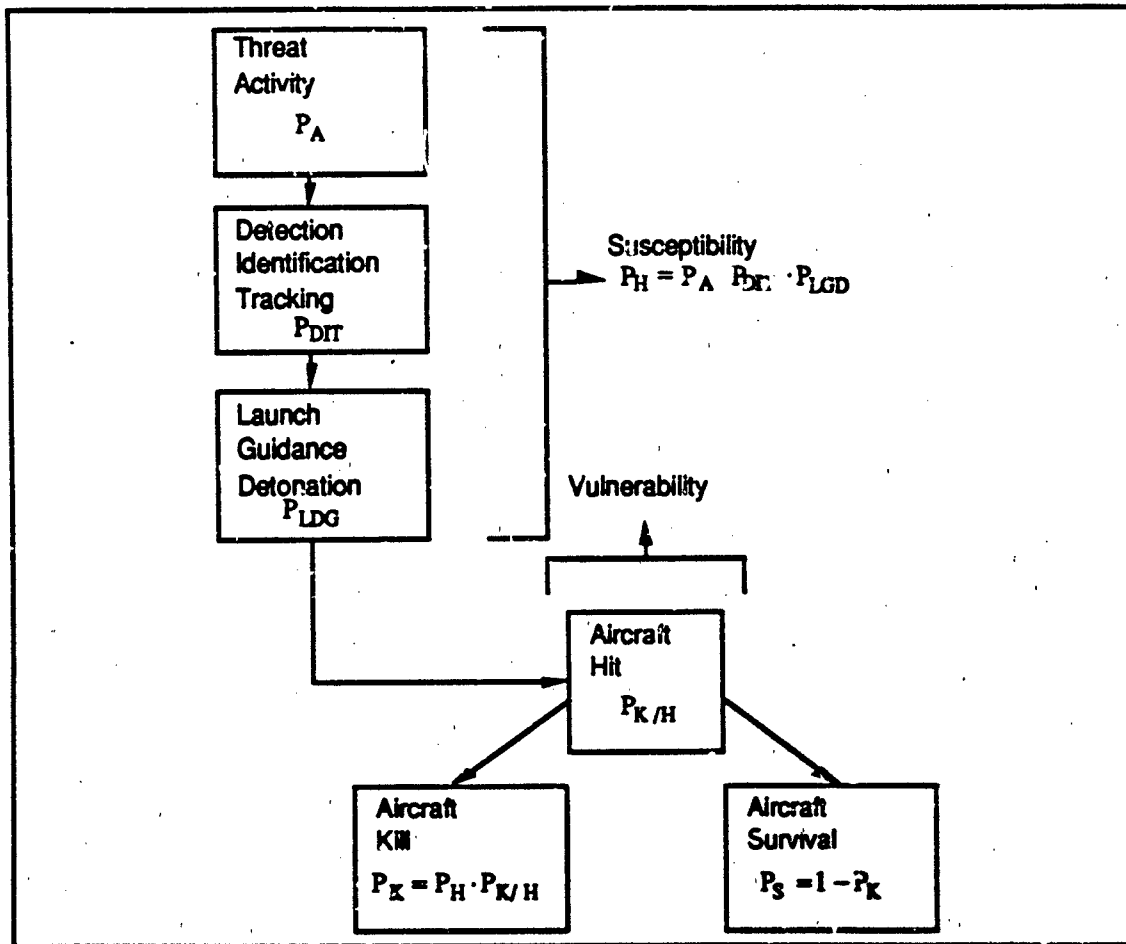 Threat
Activity
P_A
Detection
Identification
Tracking
P_DIT
Susceptibility
P_H = P_A P_DIT · P_LGD
Launch
Guidance
Detonation
P_LDG
Vulnerability
Aircraft
Hit
P_K/H
Aircraft
Kill
P_K = P_H · P_K/H
Aircraft
Survival
P_S = 1 - P_K